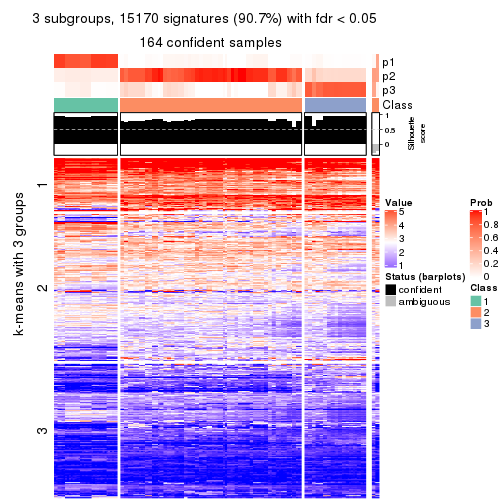 3 subgroups, 15170 signatures (90.7%) with fdr < 0.05
164 confident samples
p1
p2
p3
Class
1
0.5
0
Silhouette
score
k-means with 3 groups
1
2
3
Value
5
4
3
2
1
Status (barplots)
confident
ambiguous
Prob
1
0.8
0.6
0.4
0.2
0
Class
1
2
3